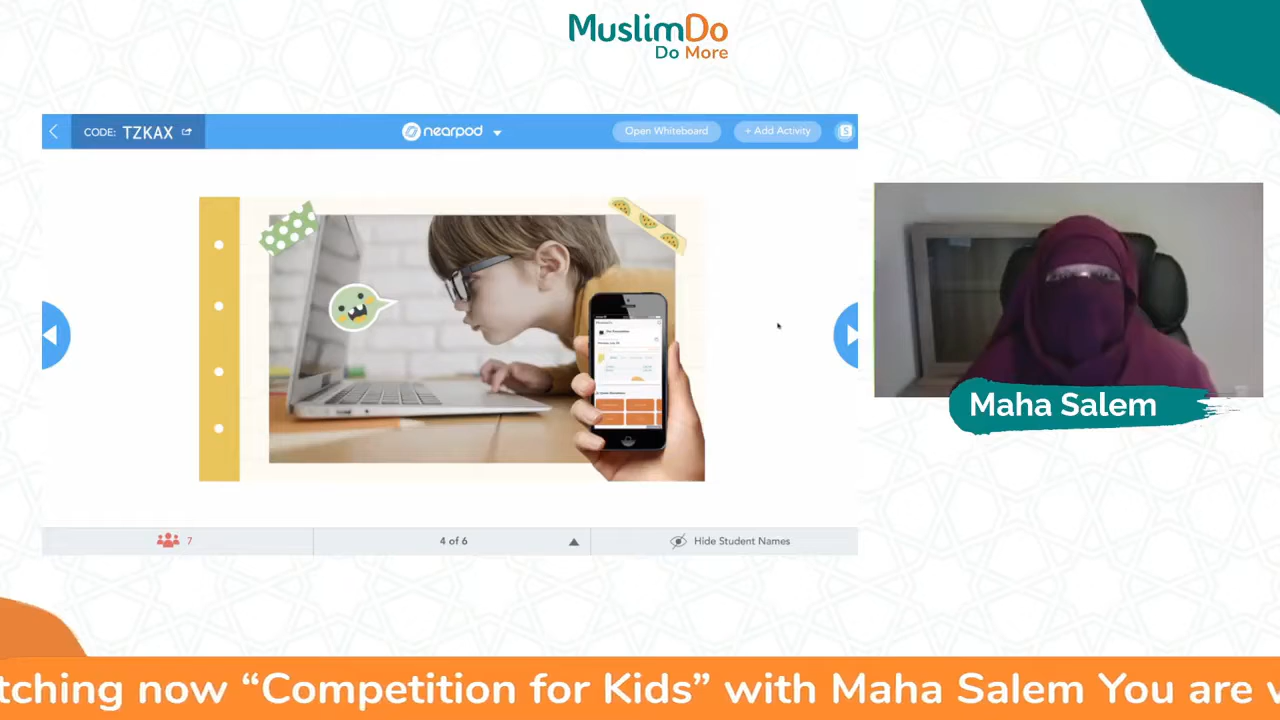 MuslimDo
Do More
CODE: TZKAX
nearpod
Open Whiteboard
+ Add Activity
S
Maha Salem
7
4 of 6
Hide Student Names
tching now “Competition for Kids” with Maha Salem You are